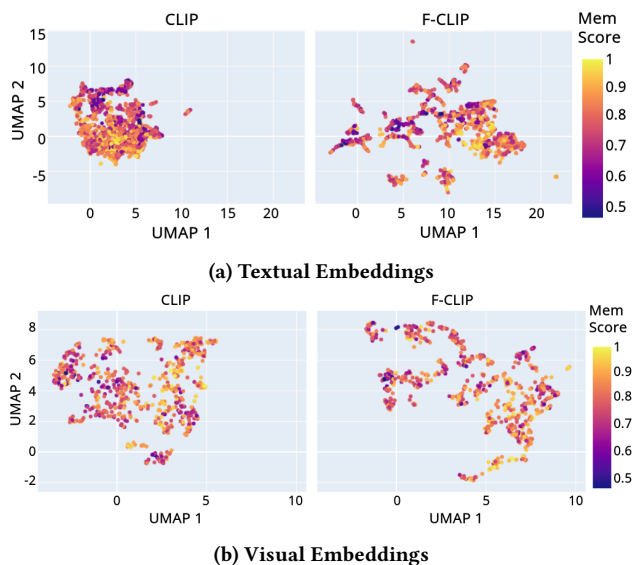 CLIP
F-CLIP
Mem
Score
15
10
5
0
-5
UMAP 2
0 5 10 15 20
0 5 10 15 20
UMAP 1
UMAP 1
1
0.9
0.8
0.7
0.6
0.5
(a) Textual Embeddings
CLIP
F-CLIP
Mem
Score
8
6
4
2
0
-2
UMAP 2
0 5 10
0 5 10
UMAP 1
UMAP 1
1
0.9
0.8
0.7
0.6
0.5
(b) Visual Embeddings